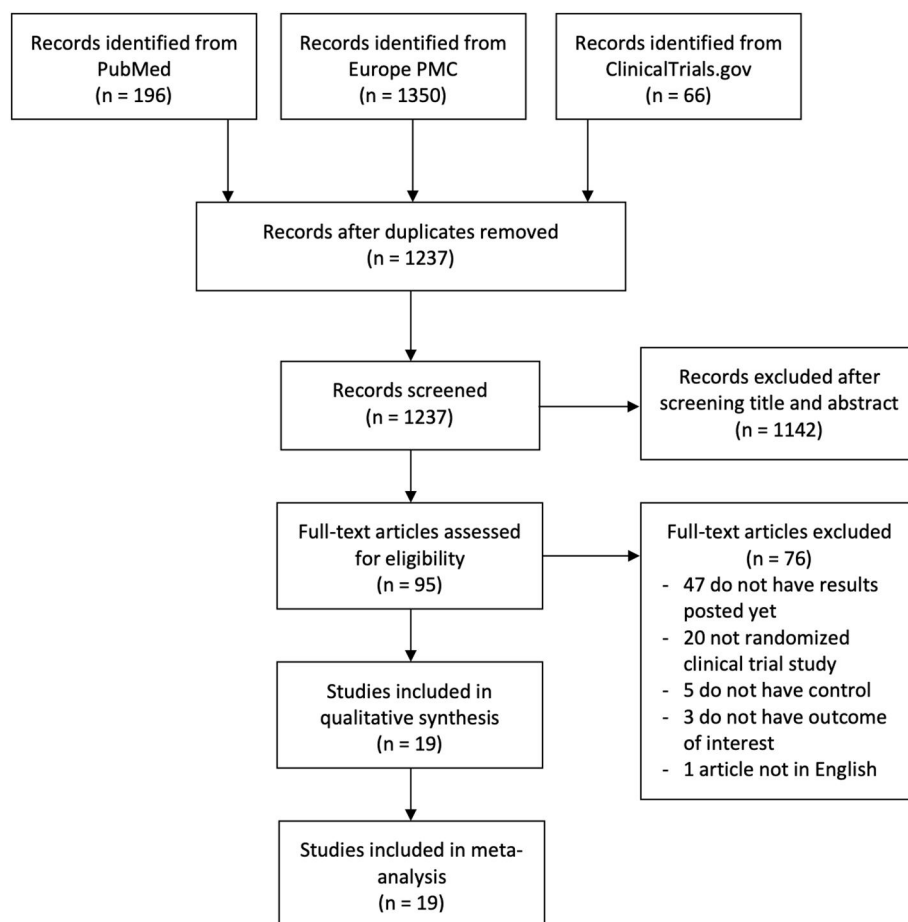 Records identified from
PubMed
(n = 196)
Records identified from
Europe PMC
(n = 1350)
Records identified from
ClinicalTrials.gov
(n = 66)
Records after duplicates removed
(n = 1237)
Records screened
(n = 1237)
Records excluded after
screening title and abstract
(n = 1142)
Full-text articles assessed
for eligibility
(n = 95)
Full-text articles excluded
(n = 76)
- 47 do not have results
posted yet
- 20 not randomized
clinical trial study
- 5 do not have control
- 3 do not have outcome
of interest
- 1 article not in English
Studies included in
qualitative synthesis
(n = 19)
Studies included in meta-
analysis
(n = 19)